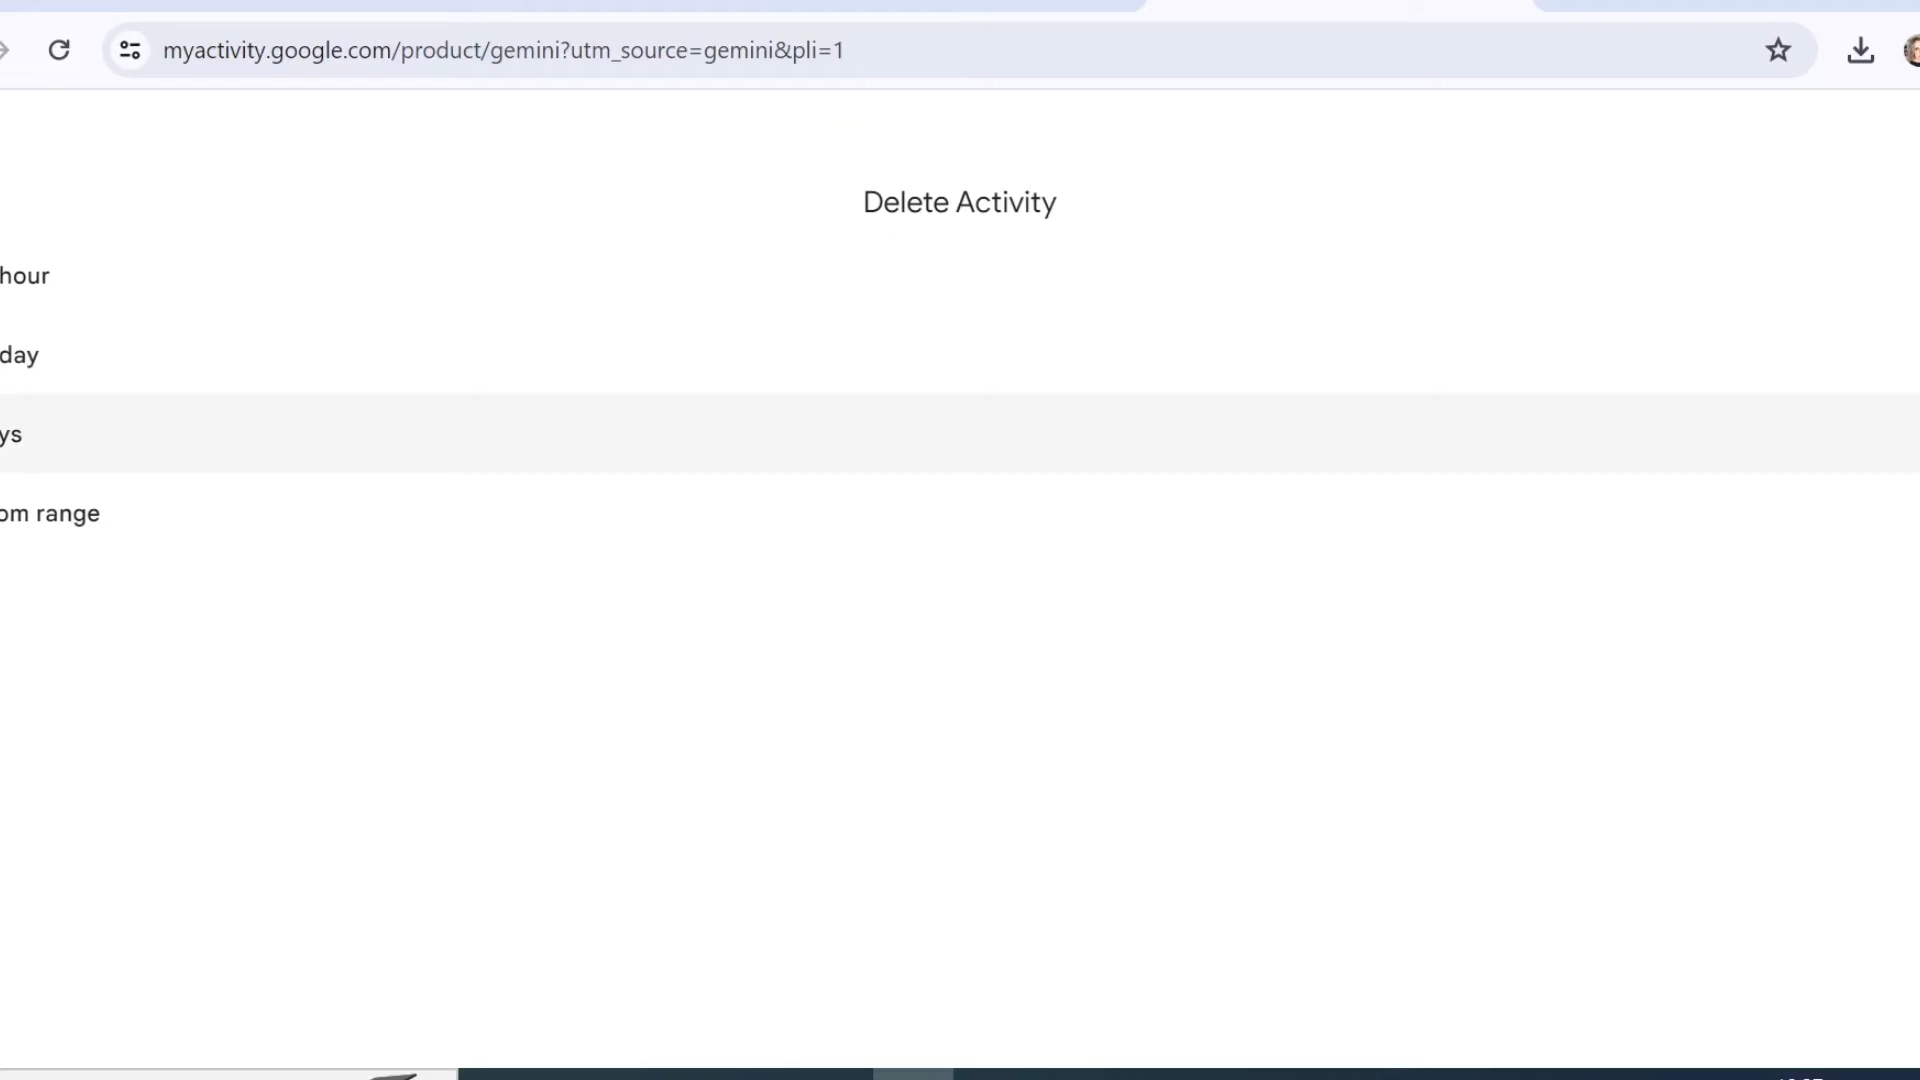 myactivity.google.com/product/gemini?utm_source=gemini&pli=1
Delete Activity
hour
day
ys
om range